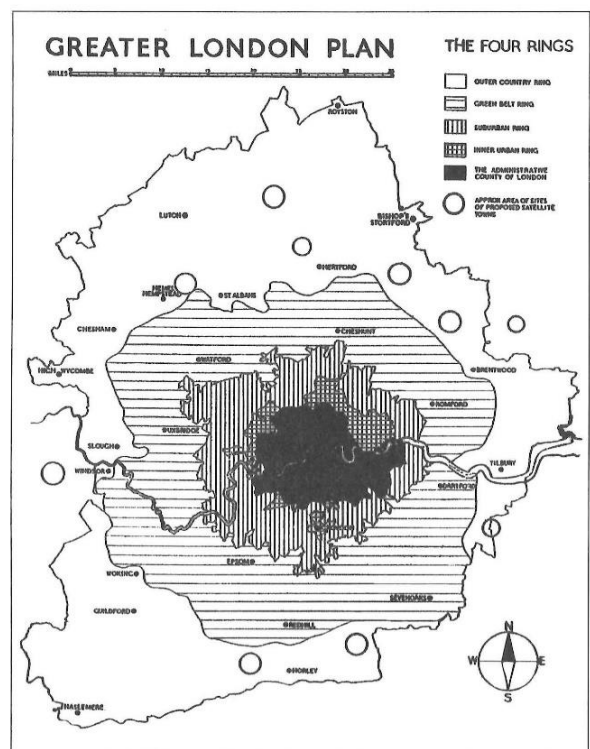 GREATER LONDON PLAN
MILES
THE FOUR RINGS
OUTER COUNTRY RING
GREEN BELT RING
SUBURBAN RING
INNER URBAN RING
THE ADMINISTRATIVE
COUNTY OF LONDON
APPROX AREA OF SITES
OF PROPOSED SATELLITE
TOWNS
ROYSTON
LUTON
BISHOP'S
STORTFORD
HERTFORD
HEMEL
HEMPSTEAD
ST ALBANS
CHESHAM
CHESHUNT
WATFORD
HIGH WYCOMBE
BRENTWOOD
ROMFORD
UXBRIDGE
SLOUGH
WINDSOR
TILBURY
DARTFORD
EPSOM
WOKING
SEVENOAKS
GUILDFORD
REDHILL
HORLEY
HASLEMERE
N
W E
S